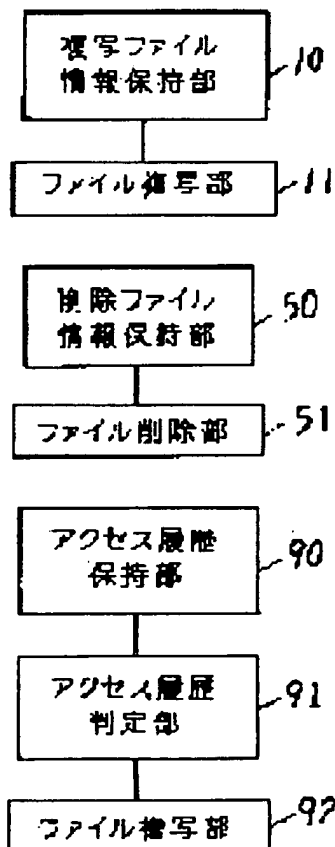 複写ファイル
情報保持部
10
ファイル複写部
11
削除ファイル
情報保持部
50
ファイル削除部
51
アクセス履歴
保持部
90
アクセス履歴
判定部
91
ファイル複写部
92